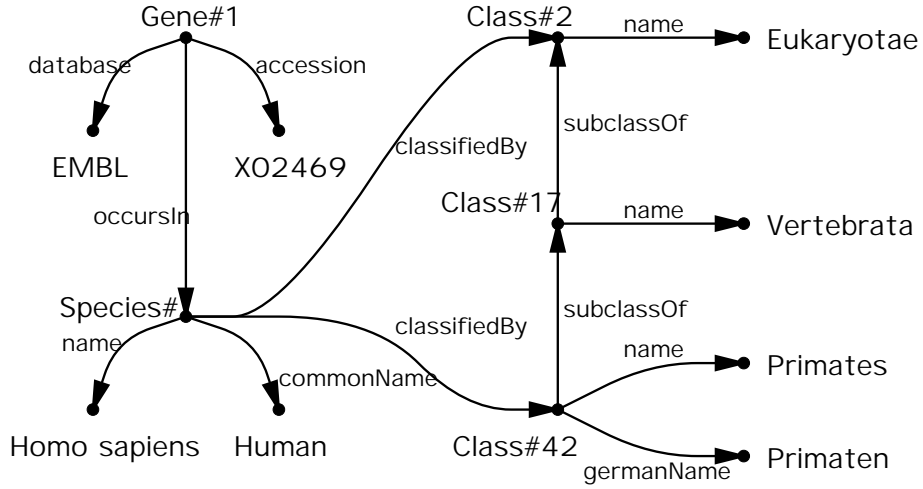 Gene#1
Class#2
name
Eukaryotae
database
accession
subclassOf
classifiedBy
EMBL
X02469
Class#17
name
Vertebrata
occursIn
Species#
subclassOf
classifiedBy
name
name
Primates
commonName
Homo sapiens
Human
Class#42
germanName
Primaten